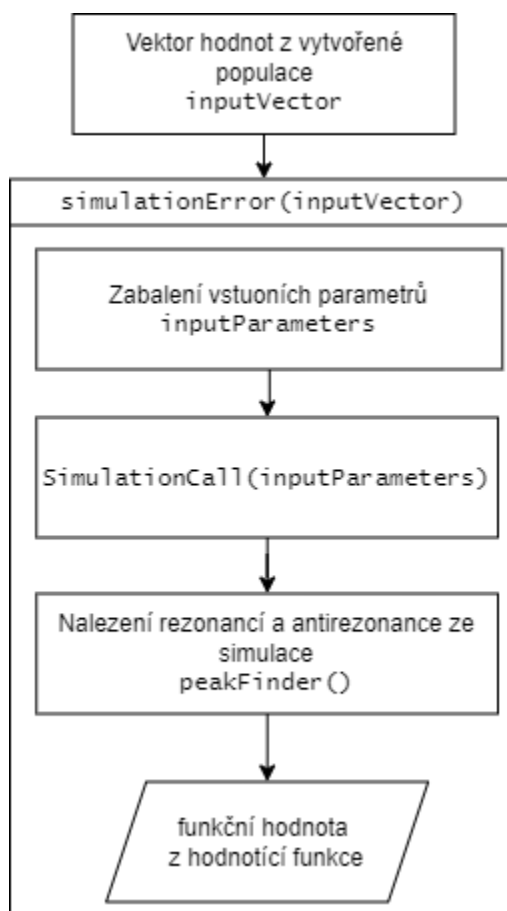 Vektor hodnot z vytvořené
populace
inputVector
simulationError(inputVector)
Zabalení vstuoních parametrů
inputParameters
SimulationCall(inputParameters)
Nalezení rezonancí a antirezonance ze
simulace
peakFinder()
funkční hodnota
z hodnotící funkce